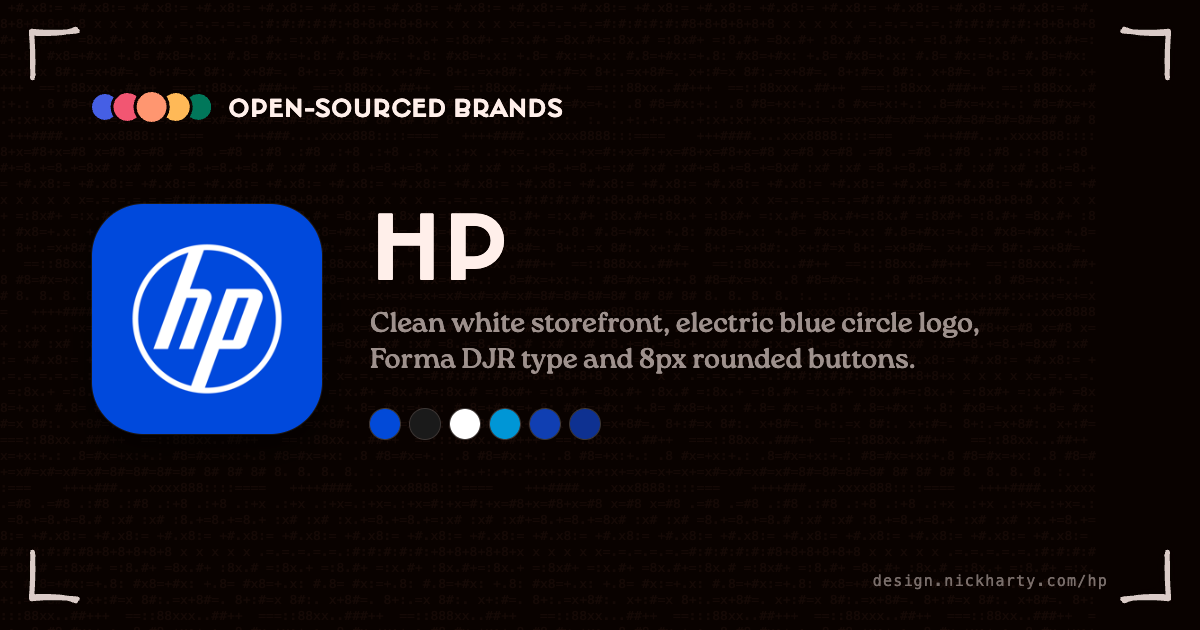 OPEN-SOURCED BRANDS
hp
HP
Clean white storefront, electric blue circle logo,
Forma DJR type and 8px rounded buttons.
design.nickharty.com/hp